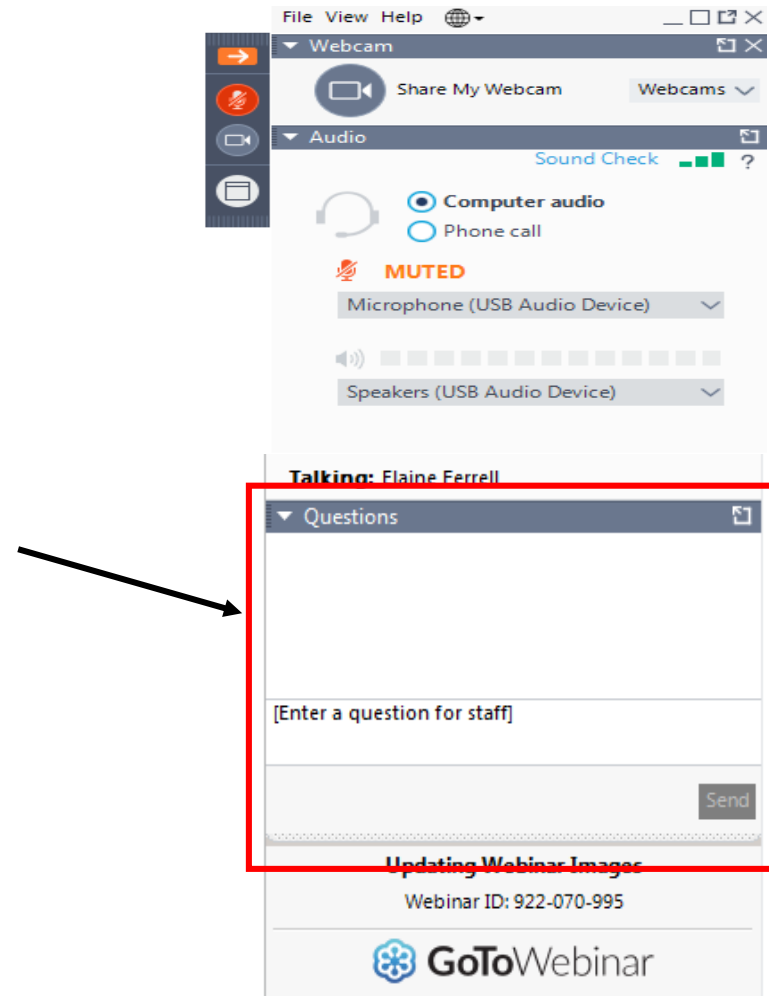 File View Help
Webcam
Share My Webcam Webcams
Audio
Sound Check ?
Computer audio
Phone call
MUTED
Microphone (USB Audio Device)
Speakers (USB Audio Device)
Talking: Elaine Ferrell
Questions
[Enter a question for staff]
Send
Updating Webinar Images
Webinar ID: 922-070-995
GoToWebinar